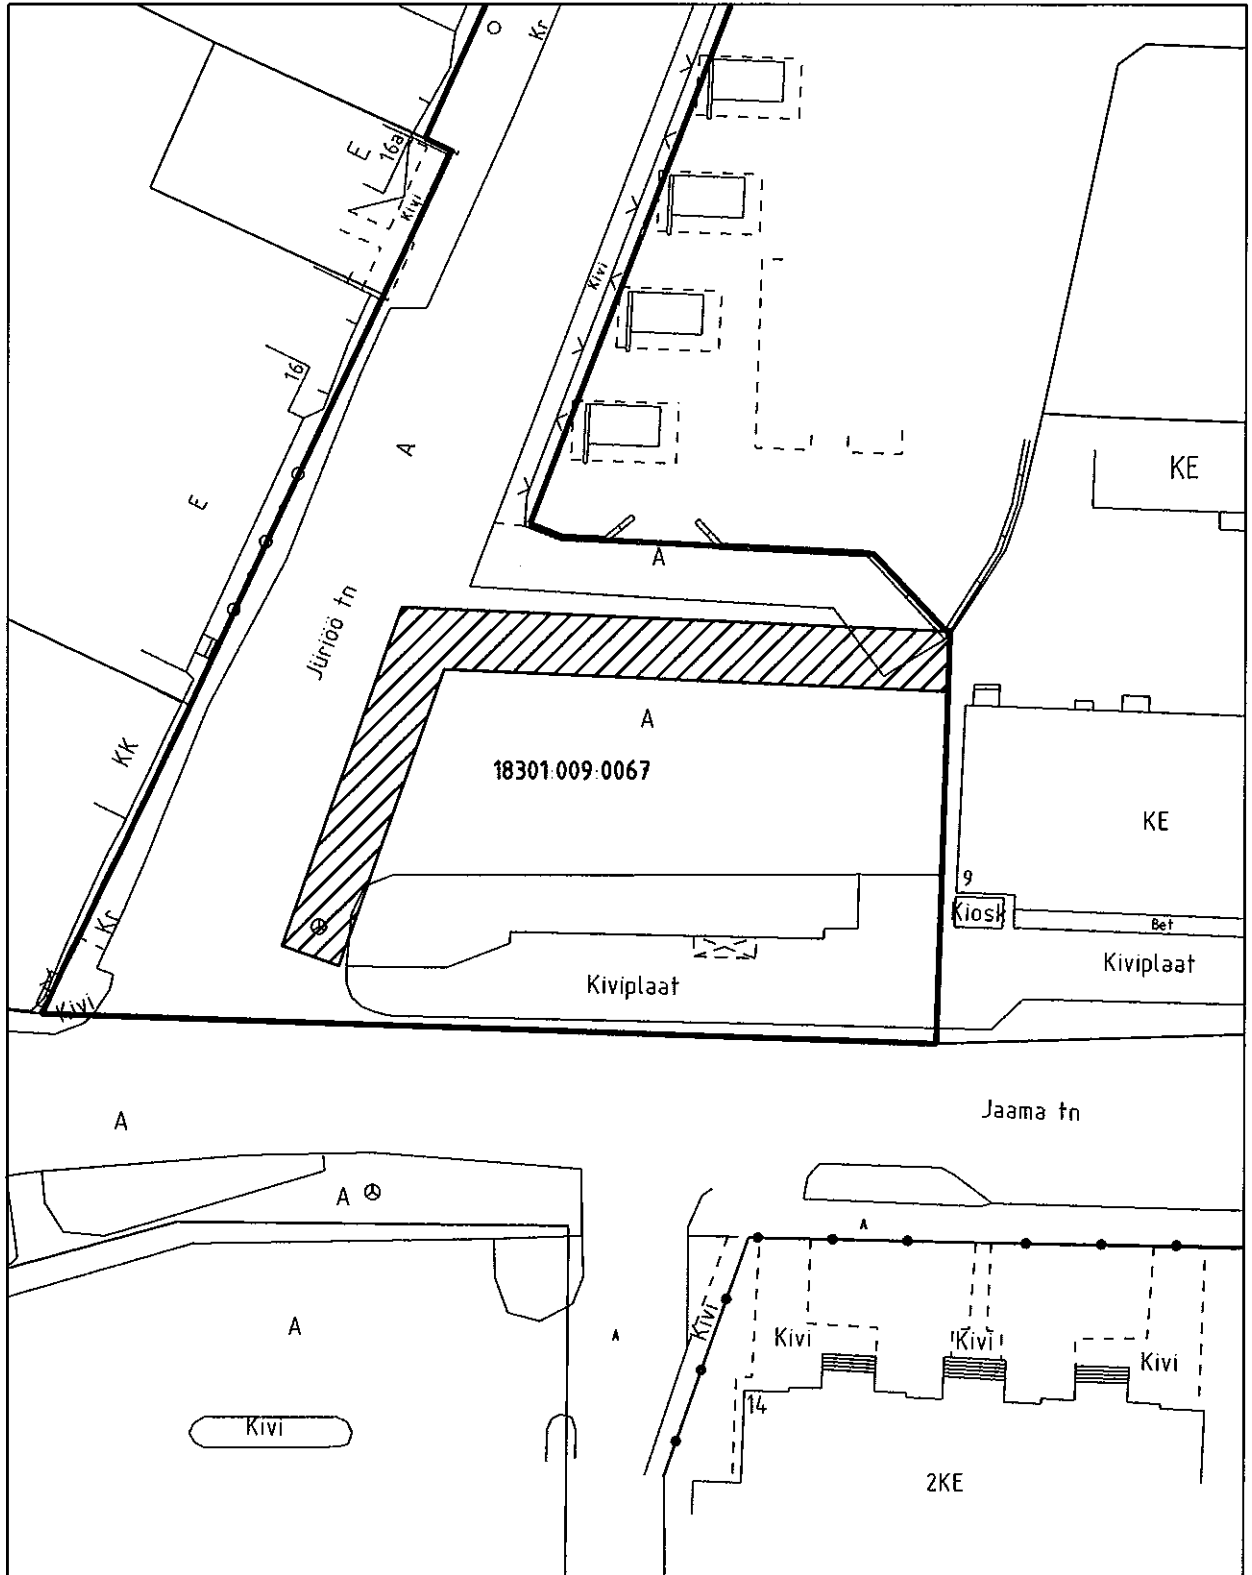 Kr
E
16a
Kivi
Kivi
16
A
E
KE
A
Jüriöö tn
A
KK
18301:009:0067
KE
9
Kr
Kiosk
Bet
Kiviplaat
Kiviplaat
Kivi
Jaama tn
A
A
A
A
A
Kivi
Kivi
Kivi
Kivi
14
Kivi
2KE